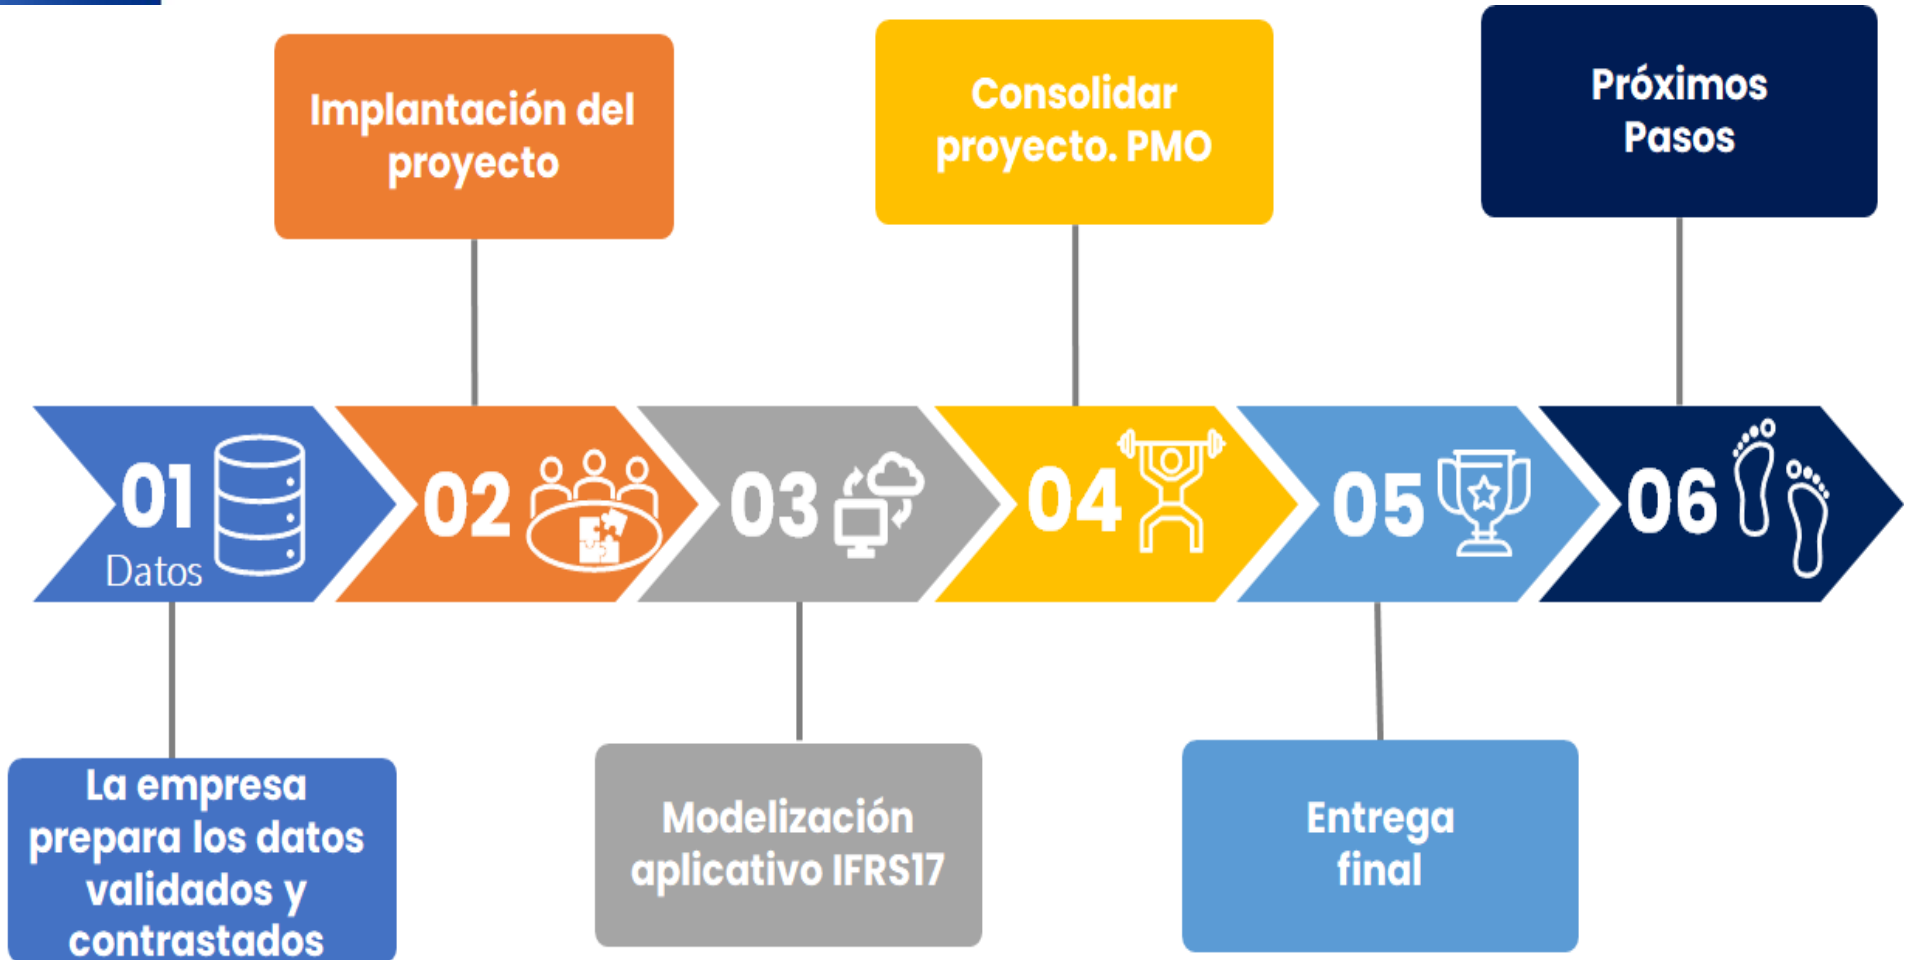 Implantación del
proyecto
Consolidar
proyecto. PMO
Próximos
Pasos
01
Datos
02
03
04
05
06
La empresa
prepara los datos
validados y
contrastados
Modelización
aplicativo IFRS17
Entrega
final